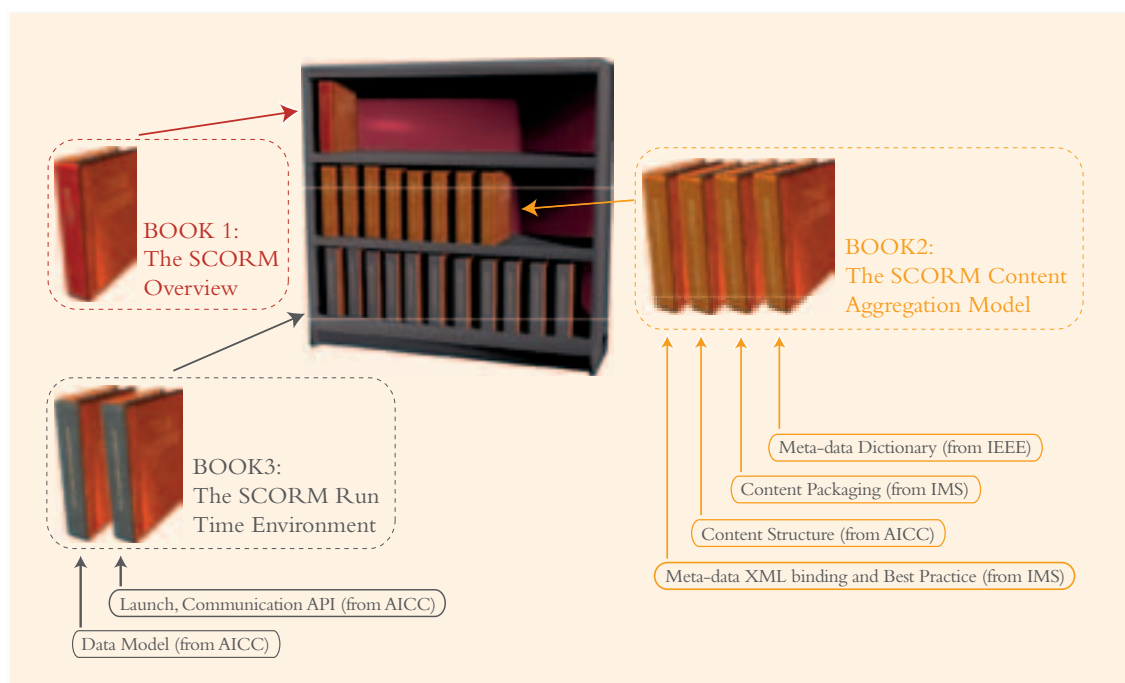 BOOK 1:
The SCORM
Overview
BOOK2:
The SCORM Content
Aggregation Model
BOOK3:
The SCORM Run
Time Environment
Meta-data Dictionary (from IEEE)
Content Packaging (from IMS)
Content Structure (from AICC)
Meta-data XML binding and Best Practice (from IMS)
Launch, Communication API (from AICC)
Data Model (from AICC)